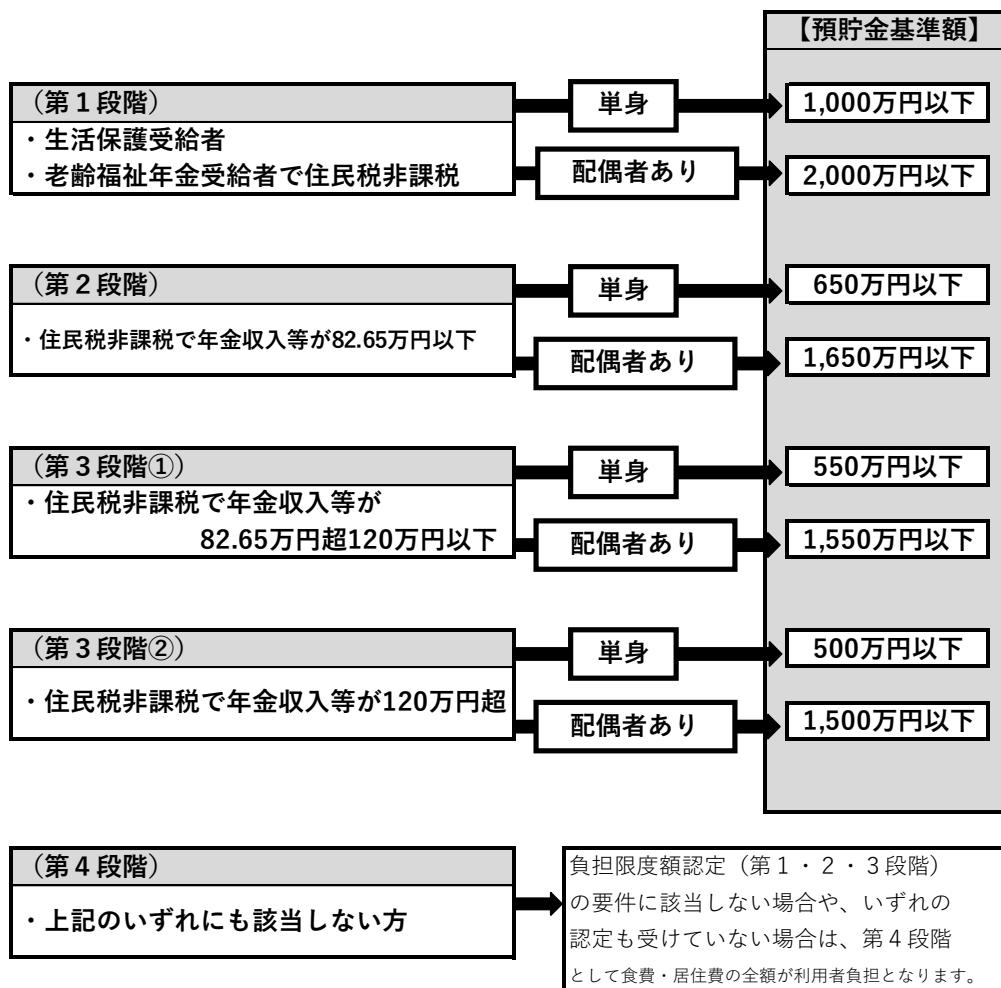 【預貯金基準額】
（第１段階）
単身
1,000万円以下
・生活保護受給者
・老齢福祉年金受給者で住民税非課税
配偶者あり
2,000万円以下
（第２段階）
単身
650万円以下
・住民税非課税で年金収入等が82.65万円以下
配偶者あり
1,650万円以下
（第３段階①）
単身
550万円以下
・住民税非課税で年金収入等が
82.65万円超120万円以下
配偶者あり
1,550万円以下
（第３段階②）
単身
500万円以下
・住民税非課税で年金収入等が120万円超
配偶者あり
1,500万円以下
（第４段階）
・上記のいずれにも該当しない方
負担限度額認定（第１・２・３段階）
の要件に該当しない場合や、いずれの
認定も受けていない場合は、第４段階
として食費・居住費の全額が利用者負担となります。